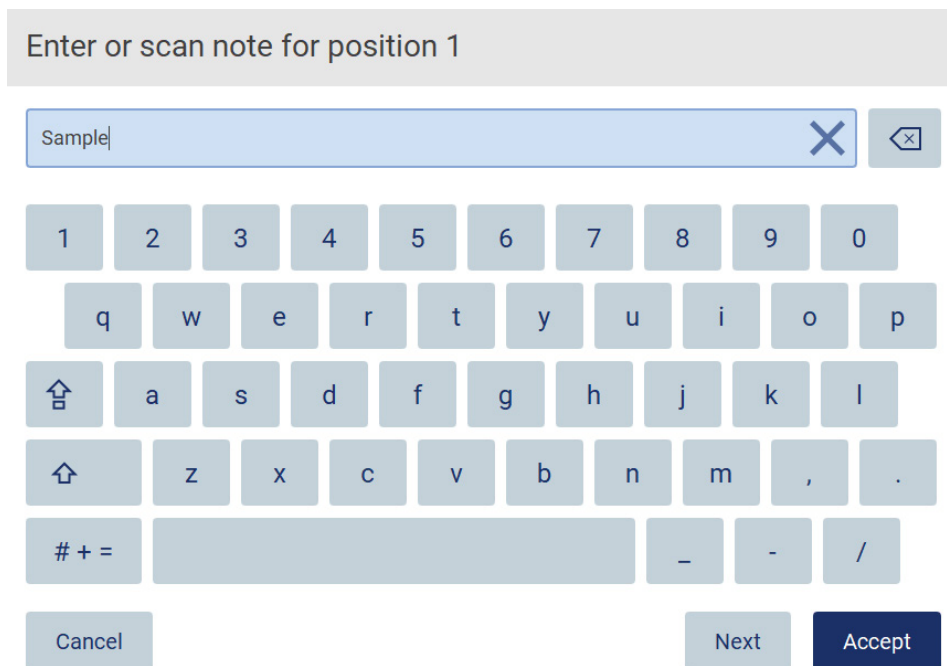 Enter or scan note for position 1
Sample
1 2 3 4 5 6 7 8 9 0
q w e r t y u i o p
a s d f g h j k l
z x c v b n m , .
# + = _ - /
Cancel Next Accept